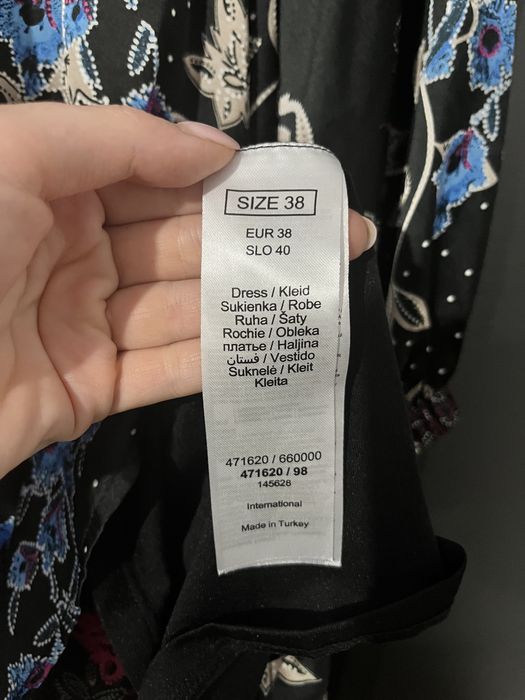 SIZE 38
EUR 38
SLO 40
Dress / Kleid
Sukienka / Robe
Ruha / Šaty
Rochie / Obleka
платье / Haljina
فستان / Vestido
Suknelė / Kleit
Kleita
471620 / 660000
471620 / 98
145628
International
Made in Turkey